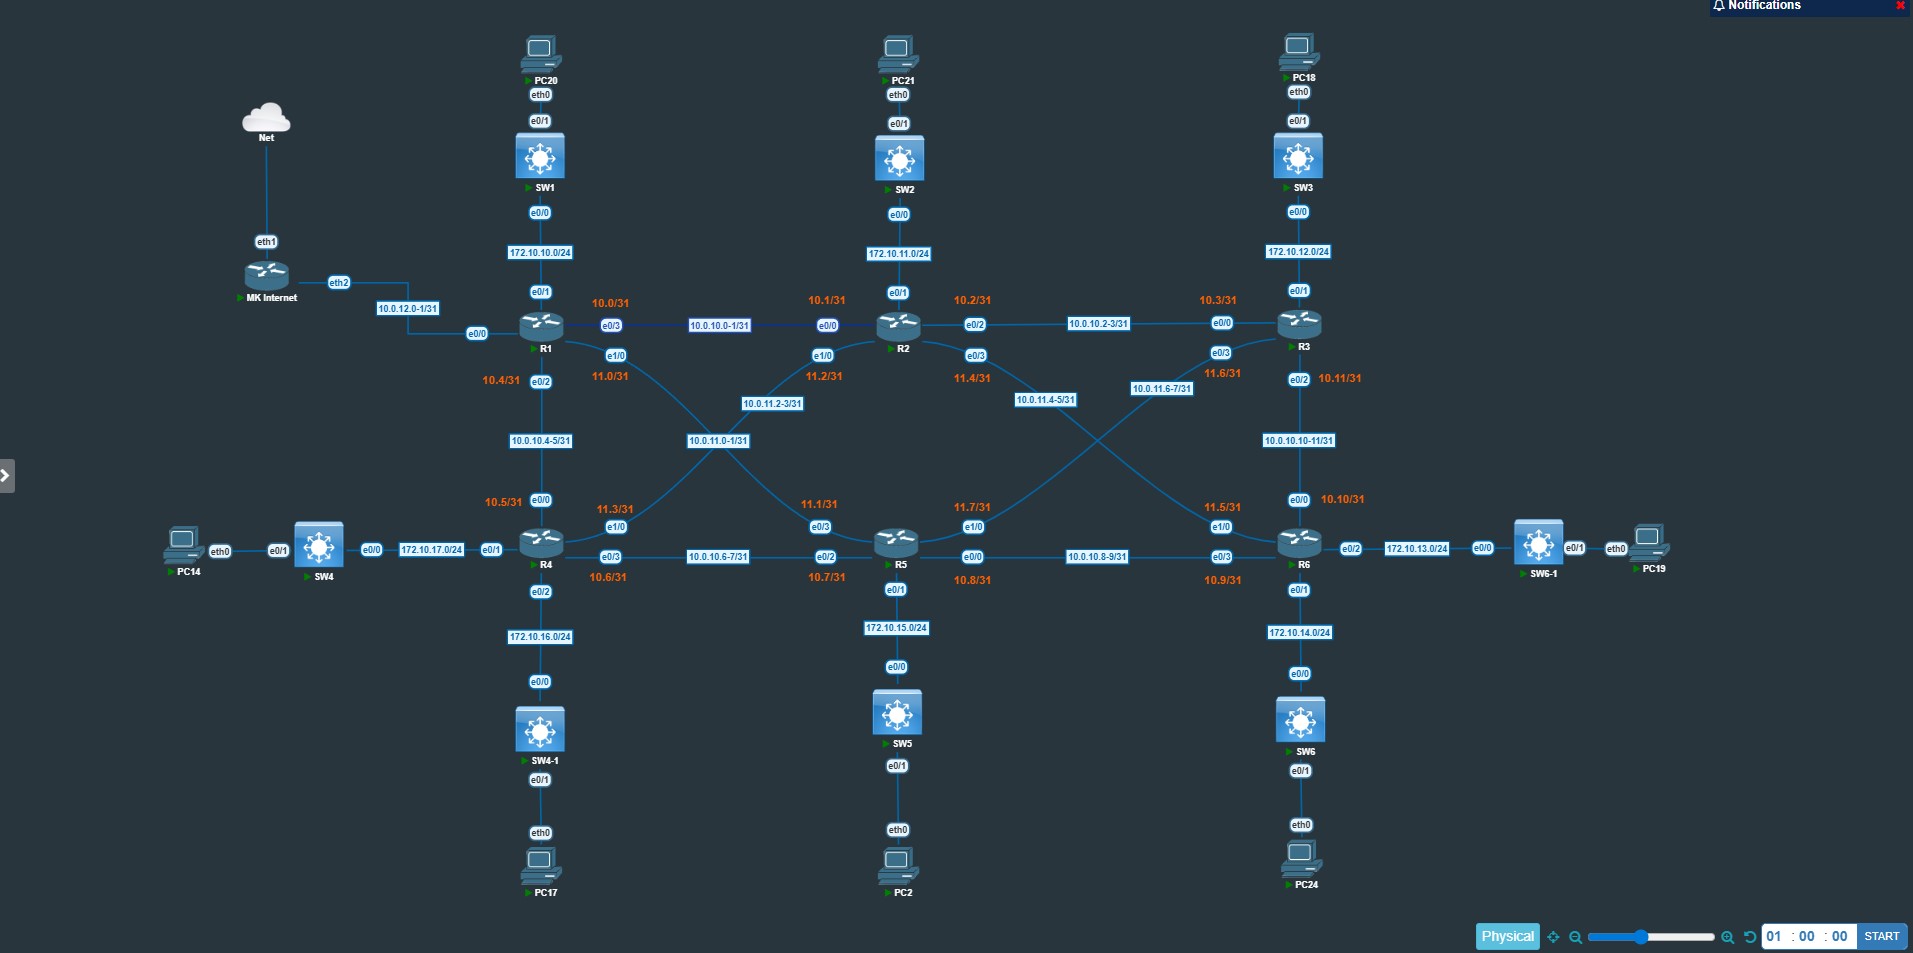 Notifications
PC20
PC21
PC18
eth0
eth0
eth0
e0/1
e0/1
e0/1
Net
SW1
SW2
SW3
e0/0
e0/0
e0/0
eth1
172.10.10.0/24
172.10.11.0/24
172.10.12.0/24
eth2
MK Internet
e0/1
e0/1
e0/1
10.0.12.0-1/31
10.0/31
10.1/31
10.2/31
10.3/31
e0/0
e0/3
10.0.10.0-1/31
e0/0
e0/2
10.0.10.2-3/31
e0/0
R1
R2
R3
e1/0
e1/0
e0/3
e0/3
10.4/31
e0/2
11.0/31
11.2/31
11.4/31
11.6/31
e0/2
10.11/31
10.0.11.2-3/31
10.0.11.4-5/31
10.0.11.6-7/31
10.0.10.4-5/31
10.0.11.0-1/31
10.0.10.10-11/31
10.5/31
e0/0
11.3/31
11.1/31
11.7/31
11.5/31
e0/0
10.10/31
e1/0
e0/3
e1/0
e1/0
eth0
e0/1
e0/0
172.10.17.0/24
e0/1
e0/3
10.0.10.6-7/31
e0/2
e0/0
10.0.10.8-9/31
e0/3
e0/2
172.10.13.0/24
e0/0
e0/1
eth0
PC14
SW4
R4
R5
R6
SW6-1
PC19
10.6/31
10.7/31
10.8/31
10.9/31
e0/2
e0/1
e0/1
172.10.16.0/24
172.10.15.0/24
172.10.14.0/24
e0/0
e0/0
e0/0
SW4-1
SW5
SW6
e0/1
e0/1
e0/1
eth0
eth0
eth0
PC17
PC2
PC24
Physical
01 : 00 : 00 START